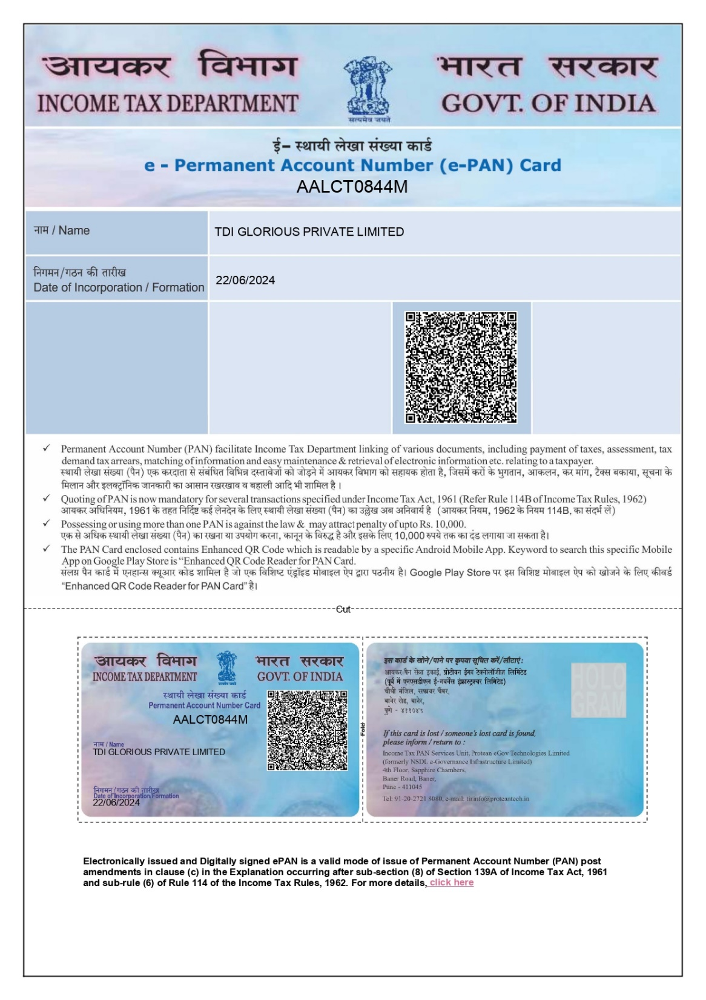 आयकर विभाग
INCOME TAX DEPARTMENT
सत्यमेव जयते
भारत सरकार
GOVT. OF INDIA
ई- स्थायी लेखा संख्या कार्ड
e - Permanent Account Number (e-PAN) Card
AALCT0844M
नाम / Name
TDI GLORIOUS PRIVATE LIMITED
निगमन/गठन की तारीख
Date of Incorporation / Formation
22/06/2024
✓ Permanent Account Number (PAN) facilitate Income Tax Department linking of various documents, including payment of taxes, assessment, tax
demand tax arrears, matching of information and easy maintenance & retrieval of electronic information etc. relating to a taxpayer.
स्थायी लेखा संख्या (पैन) एक करदाता से संबंधित विभिन्न दस्तावेजों को जोड़ने में आयकर विभाग को सहायक होता है, जिसमें करों के भुगतान, आकलन, कर मांग, टैक्स बकाया, सूचना के
मिलान और इलक्ट्रॉनिक जानकारी का आसान रखरखाव व बहाली आदि भी शामिल है ।
✓ Quoting of PAN is now mandatory for several transactions specified under Income Tax Act, 1961 (Refer Rule 114B of Income Tax Rules, 1962)
आयकर अधिनियम, 1961 के तहत निर्दिष्ट कई लेनदेन के लिए स्थायी लेखा संख्या (पैन) का उल्लेख अब अनिवार्य है (आयकर नियम, 1962 के नियम 114B, का संदर्भ लें)
✓ Possessing or using more than one PAN is against the law & may attract penalty of upto Rs. 10,000.
एक से अधिक स्थायी लेखा संख्या (पैन) का रखना या उपयोग करना, कानून के विरुद्ध है और इसके लिए 10,000 रुपये तक का दंड लगाया जा सकता है।
✓ The PAN Card enclosed contains Enhanced QR Code which is readable by a specific Android Mobile App. Keyword to search this specific Mobile
App on Google Play Store is “Enhanced QR Code Reader for PAN Card.
संलग्न पैन कार्ड में एनहान्स क्यूआर कोड शामिल है जो एक विशिष्ट एंड्रॉइड मोबाइल ऐप द्वारा पठनीय है। Google Play Store पर इस विशिष्ट मोबाइल ऐप को खोजने के लिए कीवर्ड
“Enhanced QR Code Reader for PAN Card” है।
Cut
आयकर विभाग
INCOME TAX DEPARTMENT
भारत सरकार
GOVT. OF INDIA
स्थायी लेखा संख्या कार्ड
Permanent Account Number Card
AALCT0844M
नाम / Name
TDI GLORIOUS PRIVATE LIMITED
निगमन/गठन की तारीख
Date of Incorporation/Formation
22/06/2024
Fold
इस कार्ड के खोने/पाने पर कृपया सूचित करें/लौटाएं :
आयकर पैन सेवा इकाई, प्रोटीयन ईगव टेक्नोलॉजीज़ लिमिटेड
(पूर्व में एनएसडीएल ई-गवर्नेंस इंफ्रास्ट्रक्चर लिमिटेड)
चौथी मंजिल, सफायर चैंबर,
बानेर रोड, बानेर,
पुणे - ४११०४५
HOLO
GRAM
If this card is lost / someone's lost card is found,
please inform / return to :
Income Tax PAN Services Unit, Protean eGov Technologies Limited
(formerly NSDL e-Governance Infrastructure Limited)
4th Floor, Sapphire Chambers,
Baner Road, Baner,
Pune - 411045
Tel: 91-20-2721 8080, e-mail: tininfo@proteantech.in
Electronically issued and Digitally signed ePAN is a valid mode of issue of Permanent Account Number (PAN) post
amendments in clause (c) in the Explanation occurring after sub-section (8) of Section 139A of Income Tax Act, 1961
and sub-rule (6) of Rule 114 of the Income Tax Rules, 1962. For more details, click here